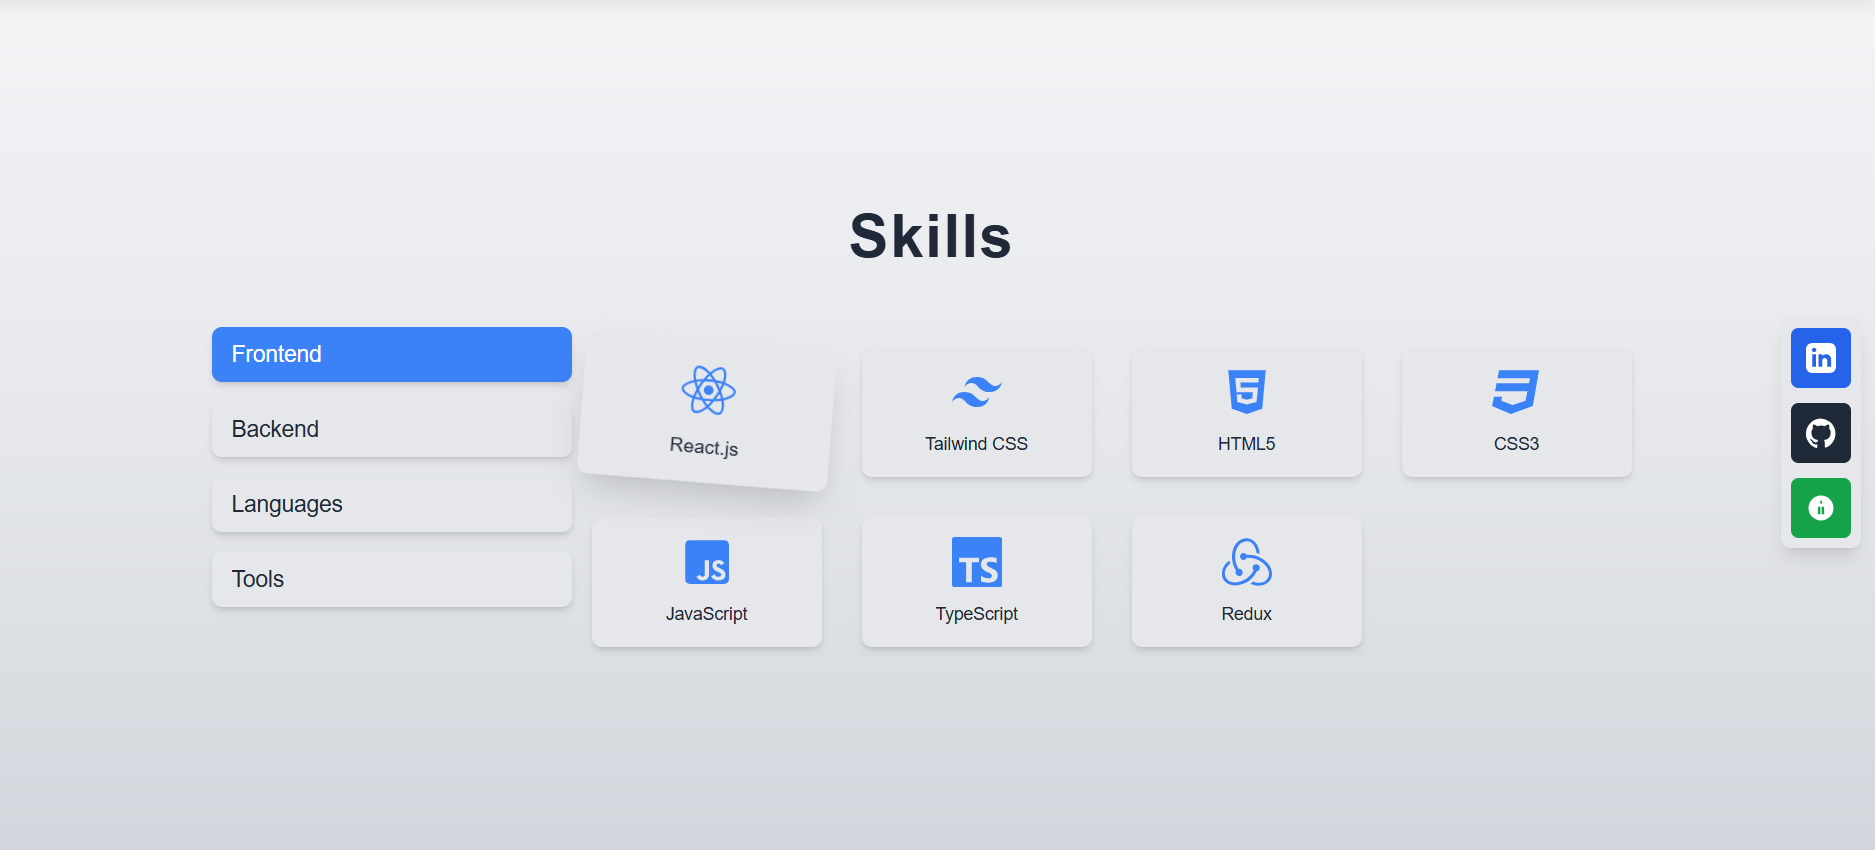 Skills
Frontend
Backend
Languages
Tools
React.js
Tailwind CSS
HTML5
CSS3
JS
JavaScript
TS
TypeScript
Redux
in